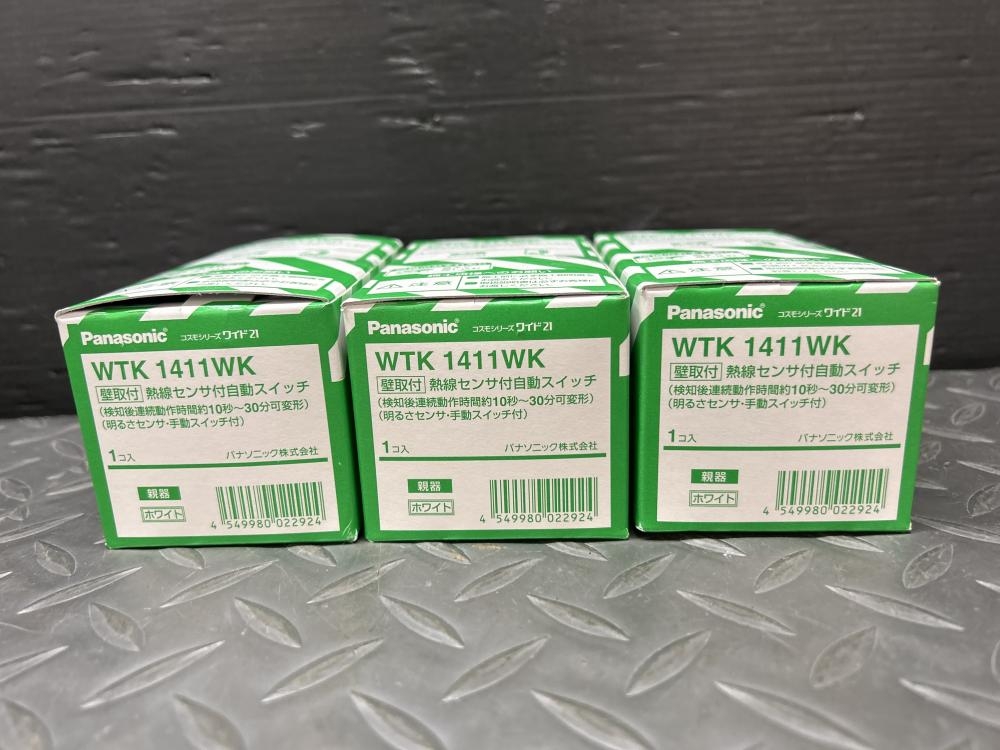 Panasonic コスモシリーズ ワイド21
WTK 1411WK
壁取付 熱線センサ付自動スイッチ
(検知後連続動作時間約10秒～30分可変形)
(明るさセンサ・手動スイッチ付)
1コ入 パナソニック株式会社
親器
ホワイト
4 549980 022924
Panasonic コスモシリーズ ワイド21
WTK 1411WK
壁取付 熱線センサ付自動スイッチ
(検知後連続動作時間約10秒～30分可変形)
(明るさセンサ・手動スイッチ付)
1コ入 パナソニック株式会社
親器
ホワイト
4 549980 022924
注意
Panasonic コスモシリーズ ワイド21
WTK 1411WK
壁取付 熱線センサ付自動スイッチ
(検知後連続動作時間約10秒～30分可変形)
(明るさセンサ・手動スイッチ付)
1コ入 パナソニック株式会社
親器
ホワイト
4 549980 022924